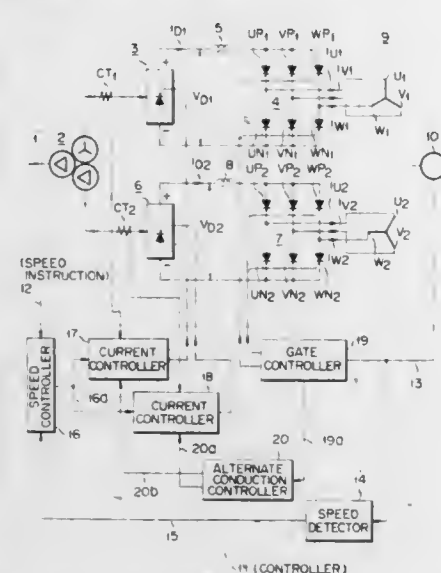 ID1 5 UP1 VP1 WP1 9
3 + IU1
CT1 VD1 4 IV1 U1
V1
1 2 IW1 W1 10
UN1 VN1 WN1
ID2 8 UP2 VP2 WP2
6 + IU2
CT2 VD2 IV2 U2
7 V2
IW2 W2
(SPEED INSTRUCTION)
12 UN2 VN2 WN2
17 19
CURRENT CONTROLLER
GATE CONTROLLER
SPEED CONTROLLER
16a 18 13
CURRENT CONTROLLER
16 20a 19a
20
ALTERNATE CONDUCTION CONTROLLER
14
20b
SPEED DETECTOR
15
(CONTROLLER)